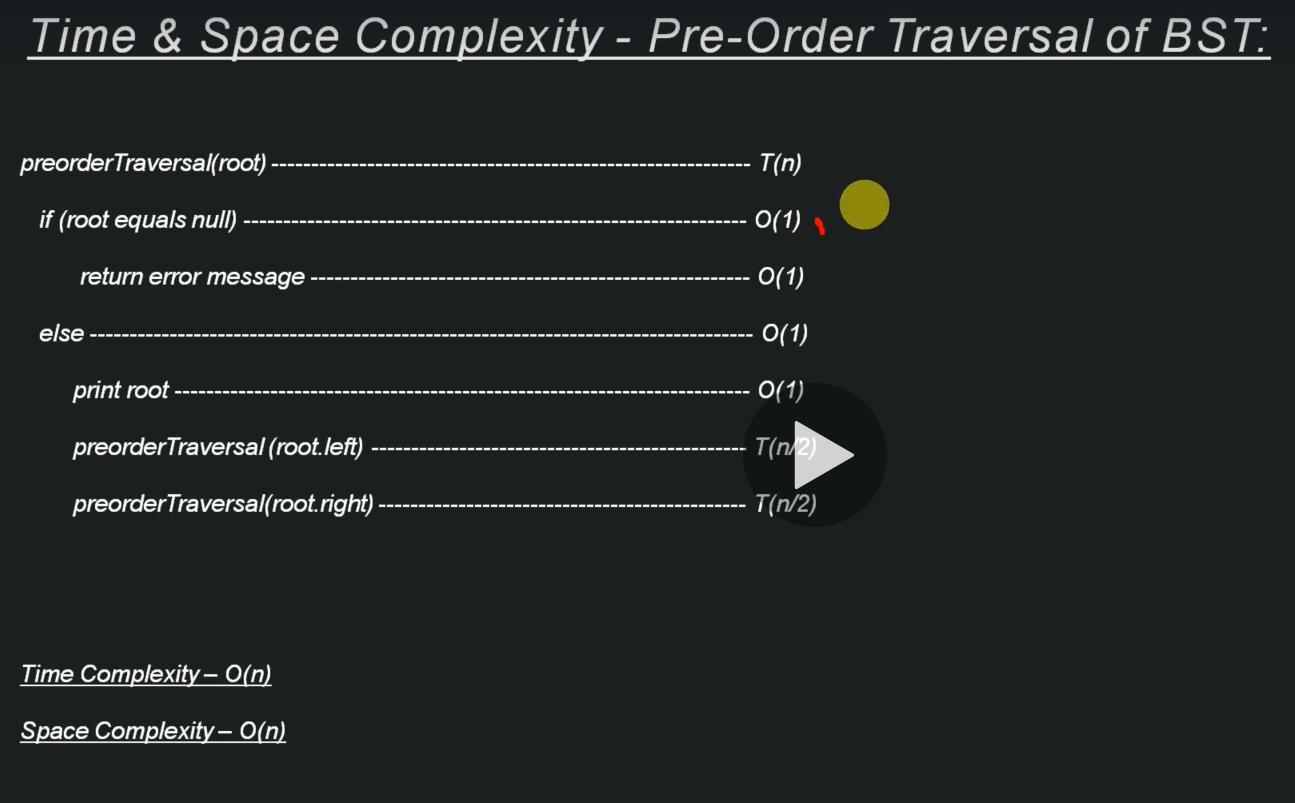 Time & Space Complexity - Pre-Order Traversal of BST:
preorderTraversal(root) ------------------------------------------------------------ T(n)
if (root equals null) --------------------------------------------------------------- O(1)
return error message ------------------------------------------------------- O(1)
else ----------------------------------------------------------------------------------- O(1)
print root ------------------------------------------------------------------------ O(1)
preorderTraversal (root.left) ----------------------------------------------- T(n/2)
preorderTraversal(root.right) ---------------------------------------------- T(n/2)
Time Complexity – O(n)
Space Complexity – O(n)